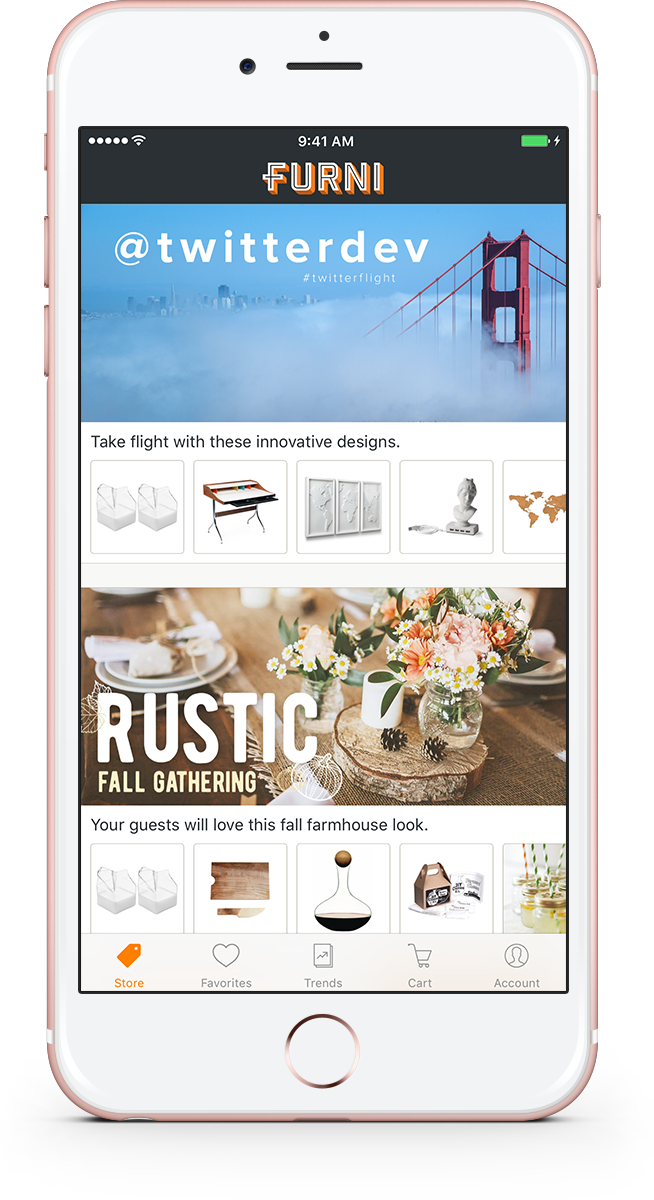 9:41 AM
FURNI
@twitterdev
#twitterflight
Take flight with these innovative designs.
RUSTIC
FALL GATHERING
Your guests will love this fall farmhouse look.
Store
Favorites
Trends
Cart
Account